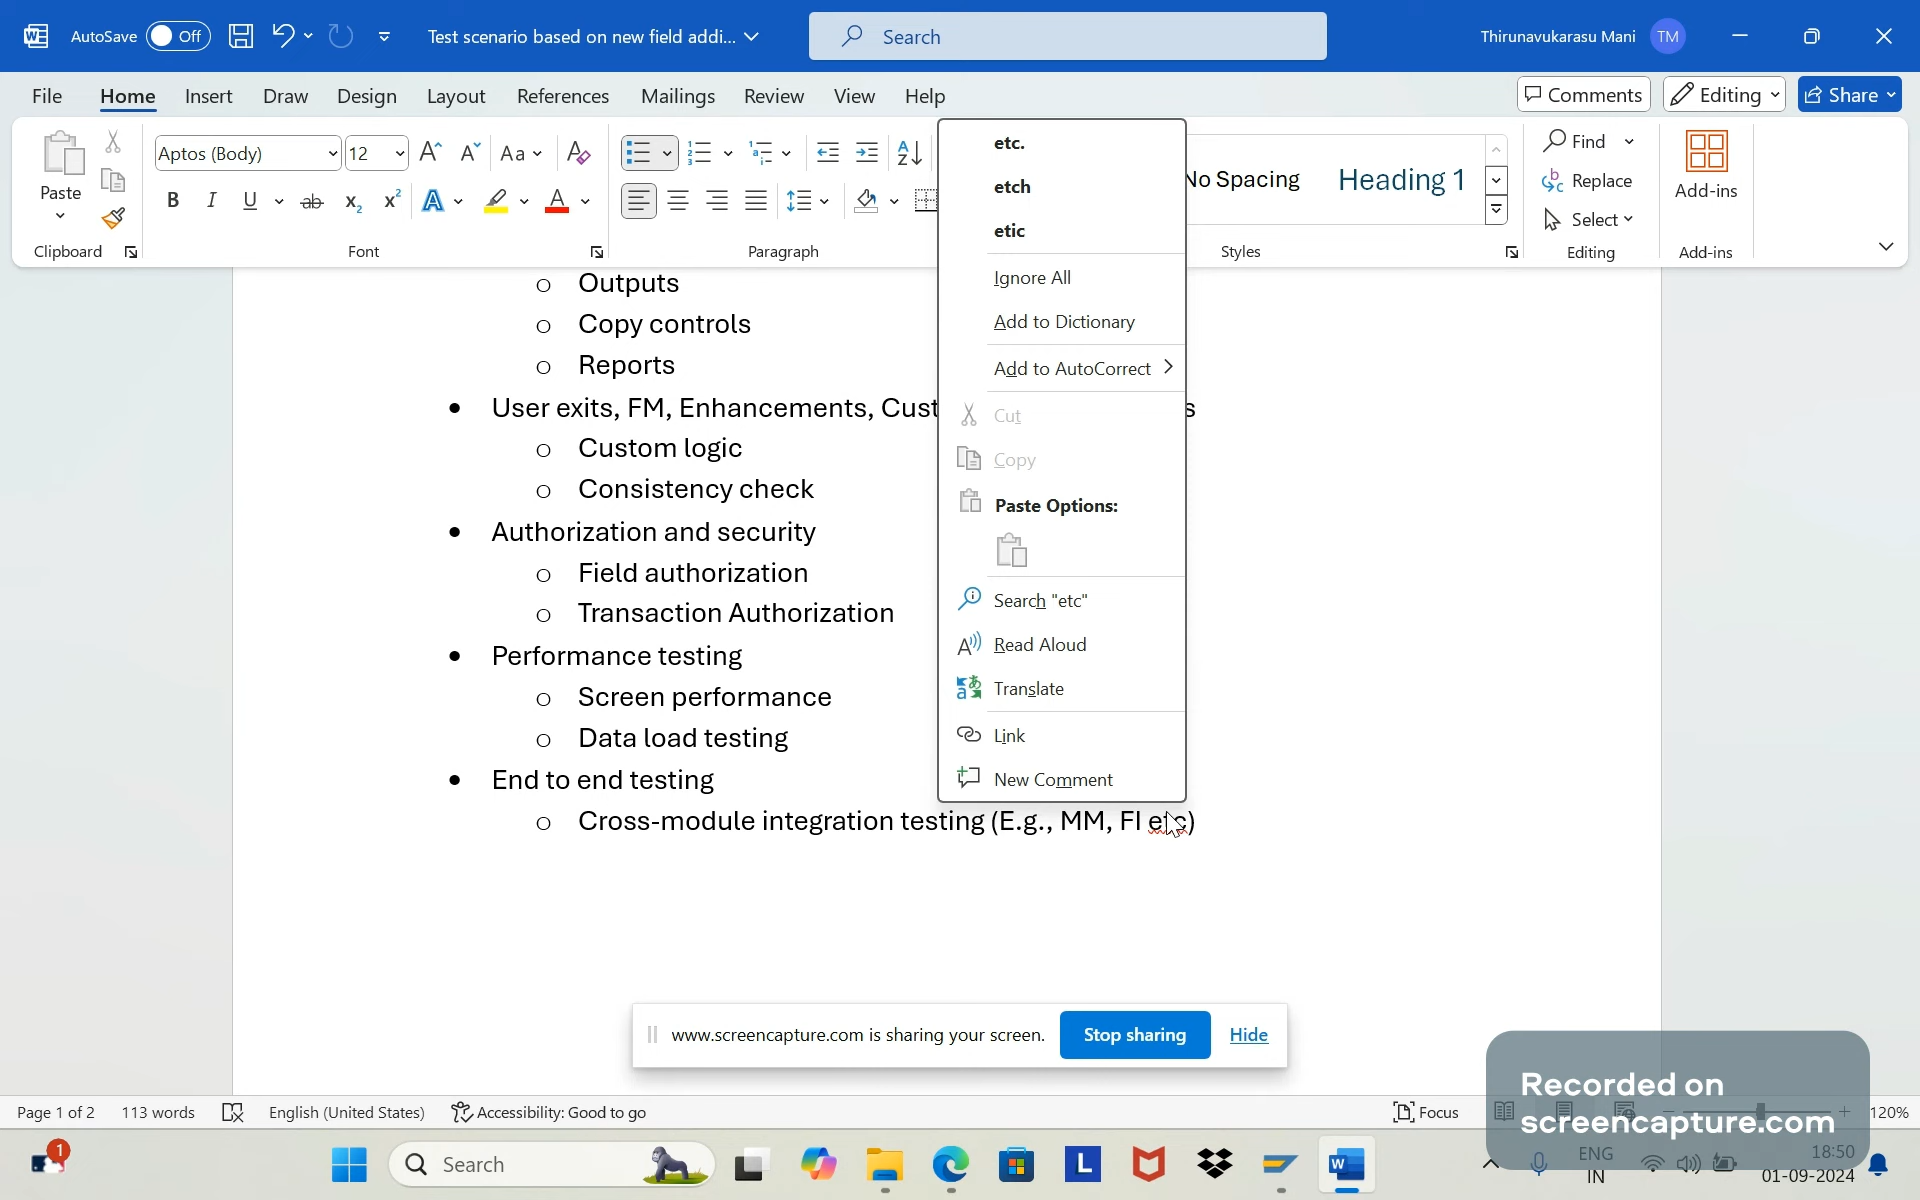 AutoSave Off Test scenario based on new field addi... Search Thirunavukarasu Mani TM
File Home Insert Draw Design Layout References Mailings Review View Help Comments Editing Share
Paste
Clipboard
Aptos (Body) 12
Aa
B I U ab x₂ x² A A
Font
Paragraph
No Spacing Heading 1
Styles
Find
Replace
Select
Editing
Add-ins
Add-ins
etc.
etch
etic
Ignore All
Add to Dictionary
Add to AutoCorrect
Cut
Copy
Paste Options:
Search "etc"
Read Aloud
Translate
Link
New Comment
o Outputs
o Copy controls
o Reports
• User exits, FM, Enhancements, Cust s
o Custom logic
o Consistency check
• Authorization and security
o Field authorization
o Transaction Authorization
• Performance testing
o Screen performance
o Data load testing
• End to end testing
o Cross-module integration testing (E.g., MM, FI etc)
www.screencapture.com is sharing your screen. Stop sharing Hide
Recorded on
screencapture.com
Page 1 of 2 113 words English (United States) Accessibility: Good to go Focus 120%
1 Search L W ENG
IN
18:50
01-09-2024